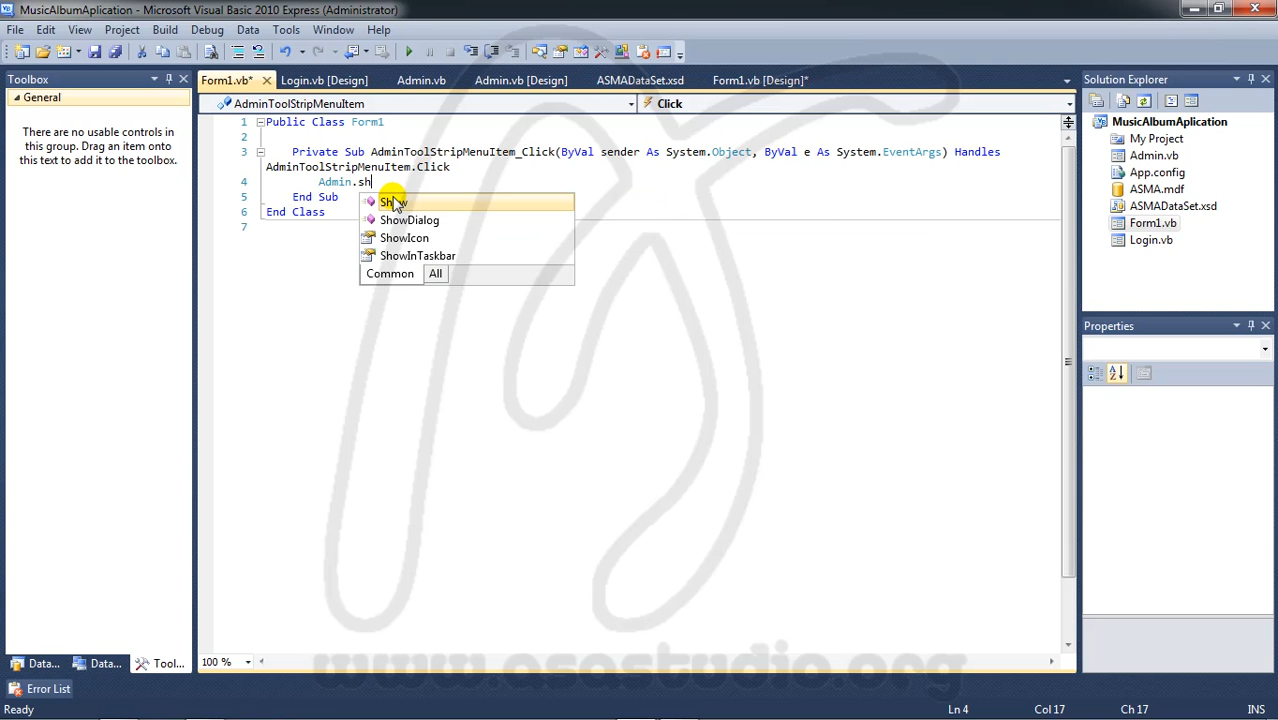 MusicAlbumAplication - Microsoft Visual Basic 2010 Express (Administrator)
File Edit View Project Build Debug Data Tools Window Help
Toolbox
General
There are no usable controls in
this group. Drag an item onto
this text to add it to the toolbox.
Data... Data... Tool...
Form1.vb* Login.vb [Design] Admin.vb Admin.vb [Design] ASMADataSet.xsd Form1.vb [Design]*
AdminToolStripMenuItem Click
1 Public Class Form1
2
3 Private Sub AdminToolStripMenuItem_Click(ByVal sender As System.Object, ByVal e As System.EventArgs) Handles
AdminToolStripMenuItem.Click
4 Admin.sh
5 End Sub
6 End Class
7
Show
ShowDialog
ShowIcon
ShowInTaskbar
Common All
100 %
Solution Explorer
MusicAlbumAplication
My Project
Admin.vb
App.config
ASMA.mdf
ASMADataSet.xsd
Form1.vb
Login.vb
Properties
www.asastudio.org
Error List
Ready Ln 4 Col 17 Ch 17 INS